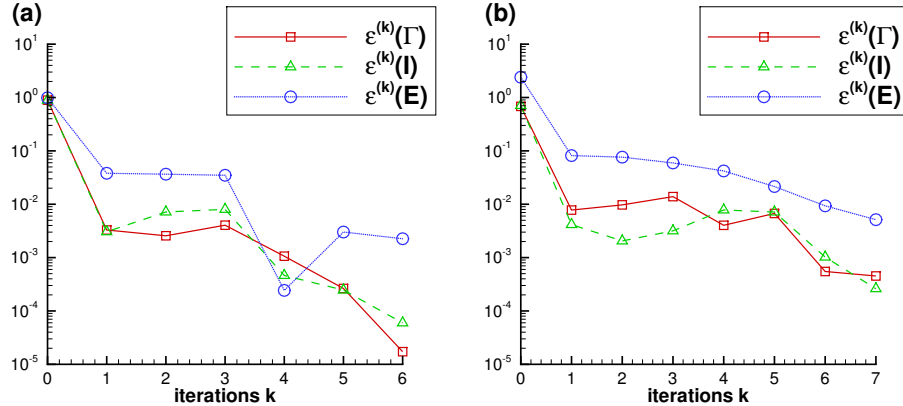 (a)
ε^(k)(Γ)
ε^(k)(I)
ε^(k)(E)
10^1
10^0
10^-1
10^-2
10^-3
10^-4
10^-5
0 1 2 3 4 5 6
iterations k
(b)
ε^(k)(Γ)
ε^(k)(I)
ε^(k)(E)
10^1
10^0
10^-1
10^-2
10^-3
10^-4
10^-5
0 1 2 3 4 5 6 7
iterations k